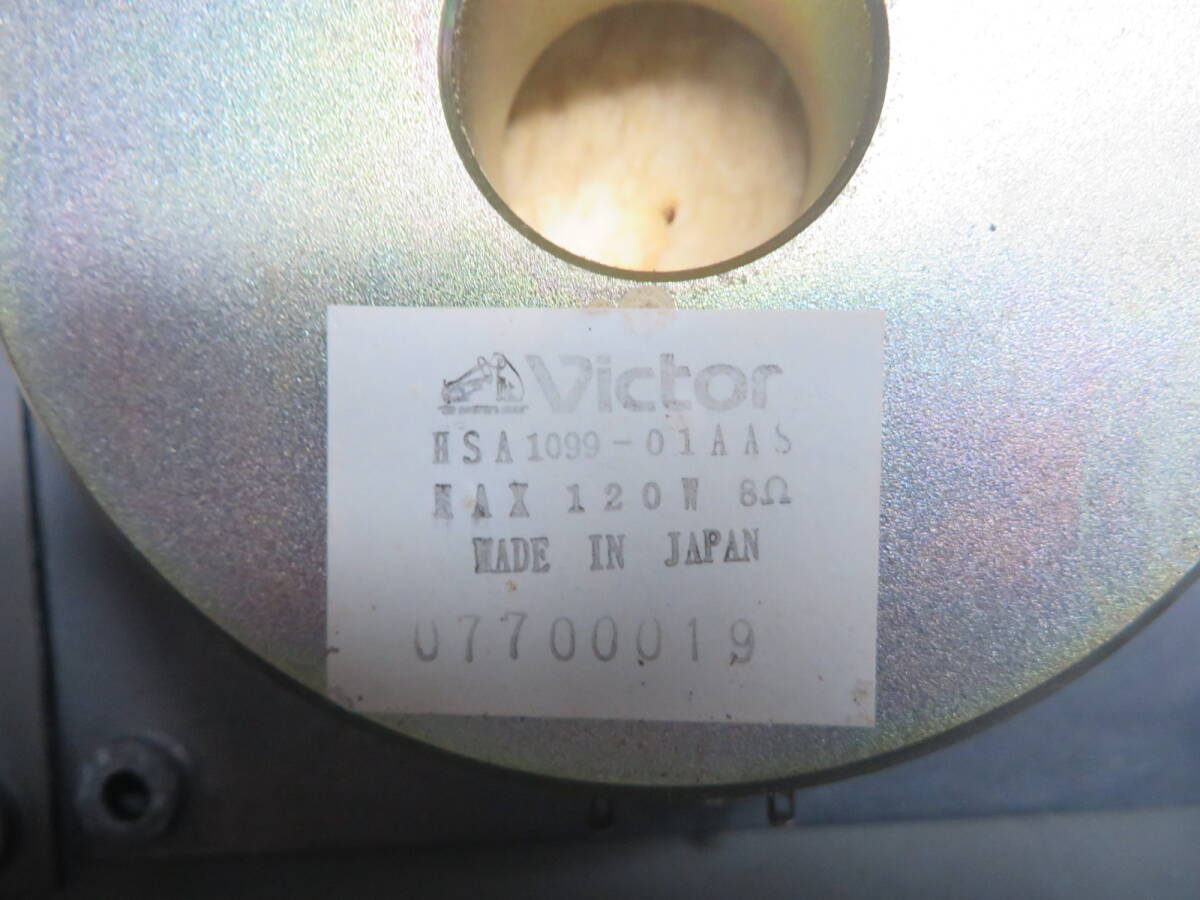 Victor
HSA1099-01AAS
MAX 120W 8Ω
MADE IN JAPAN
07700019